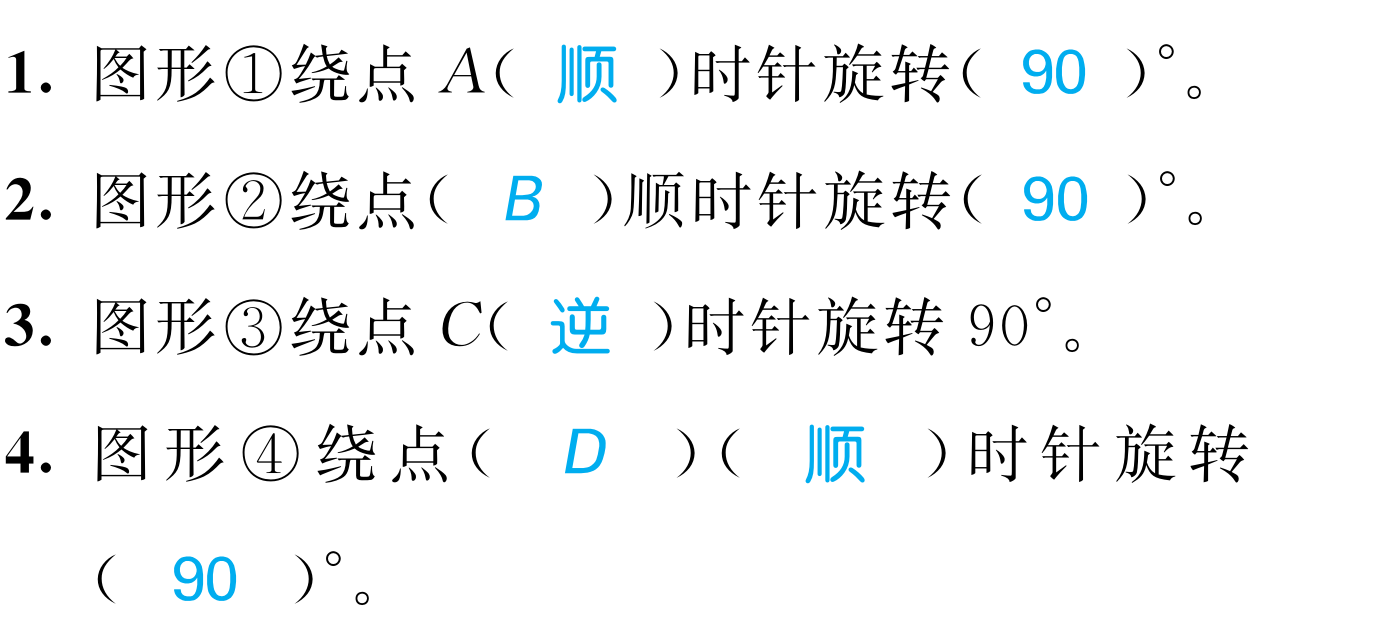 1. 图形①绕点 A( 顺 )时针旋转( 90 )°。
2. 图形②绕点( B )顺时针旋转( 90 )°。
3. 图形③绕点 C( 逆 )时针旋转 90°。
4. 图形④绕点( D )( 顺 )时针旋转
( 90 )°。